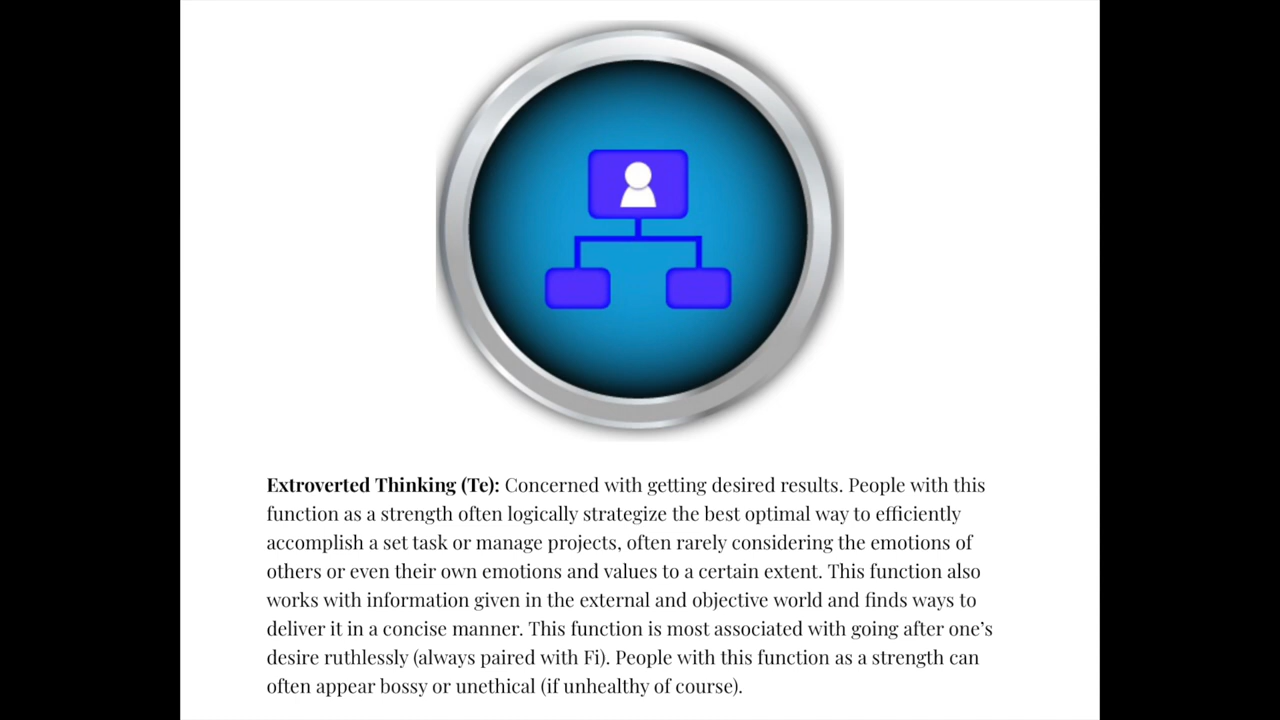 Extroverted Thinking (Te): Concerned with getting desired results. People with this
function as a strength often logically strategize the best optimal way to efficiently
accomplish a set task or manage projects, often rarely considering the emotions of
others or even their own emotions and values to a certain extent. This function also
works with information given in the external and objective world and finds ways to
deliver it in a concise manner. This function is most associated with going after one’s
desire ruthlessly (always paired with Fi). People with this function as a strength can
often appear bossy or unethical (if unhealthy of course).